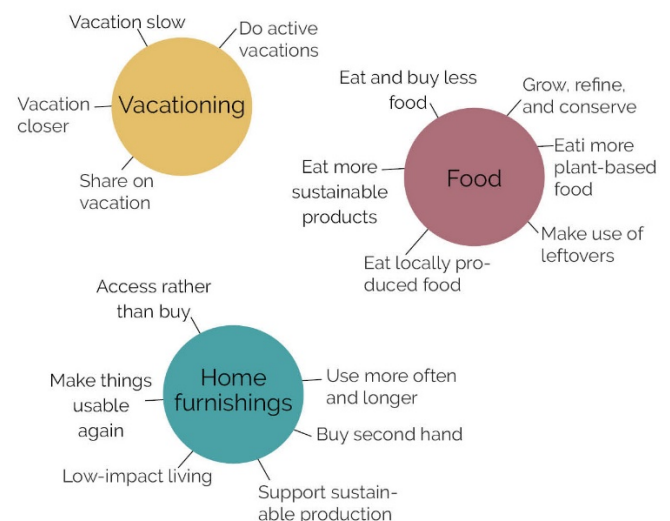 Vacation slow
Do active
vacations
Vacationing
Vacation
closer
Share on
vacation
Eat and buy less
food
Grow, refine,
and conserve
Eati more
plant-based
food
Food
Eat more
sustainable
products
Make use of
leftovers
Eat locally pro-
duced food
Access rather
than buy
Home
furnishings
Use more often
and longer
Make things
usable
again
Buy second hand
Low-impact living
Support sustain-
able production